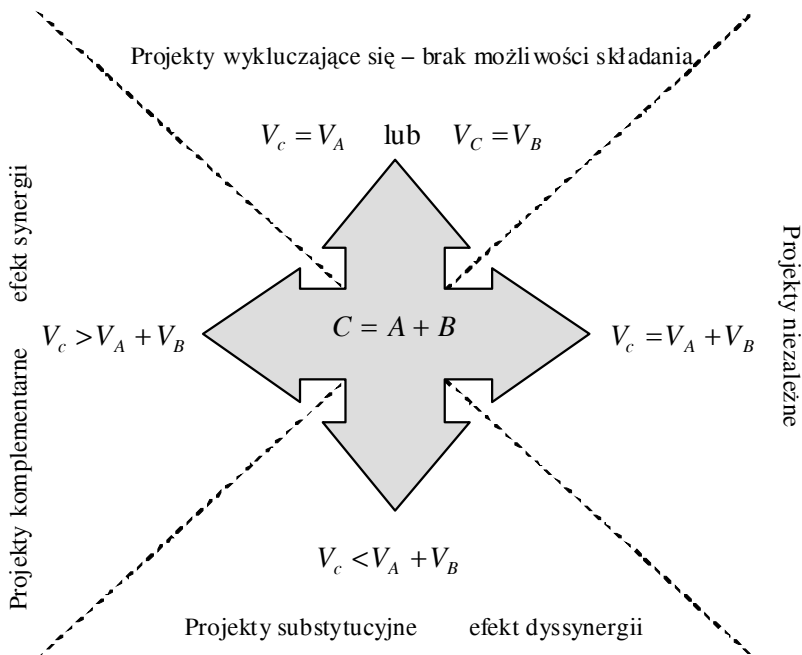 Projekty wykluczające się – brak możliwości składania
V_c = V_A lub V_C = V_B
Projekty komplementarne efekt synergii
V_c > V_A + V_B
C = A + B
V_c = V_A + V_B
Projekty niezależne
V_c < V_A + V_B
Projekty substytucyjne efekt dyssynergii